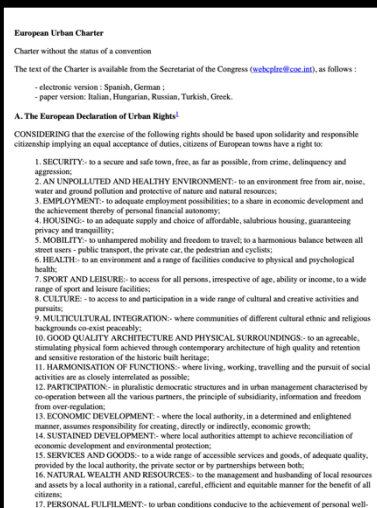 European Urban Charter
Charter without the status of a convention
The text of the Charter is available from the Secretariat of the Congress (webcplre@coe.int), as follows :
- electronic version : Spanish, German ;
- paper version: Italian, Hungarian, Russian, Turkish, Greek.
A. The European Declaration of Urban Rights1
CONSIDERING that the exercise of the following rights should be based upon solidarity and responsible
citizenship implying an equal acceptance of duties, citizens of European towns have a right to:
1. SECURITY:- to a secure and safe town, free, as far as possible, from crime, delinquency and
aggression;
2. AN UNPOLLUTED AND HEALTHY ENVIRONMENT:- to an environment free from air, noise,
water and ground pollution and protective of nature and natural resources;
3. EMPLOYMENT:- to adequate employment possibilities; to a share in economic development and
the achievement thereby of personal financial autonomy;
4. HOUSING:- to an adequate supply and choice of affordable, salubrious housing, guaranteeing
privacy and tranquillity;
5. MOBILITY:- to unhampered mobility and freedom to travel; to a harmonious balance between all
street users - public transport, the private car, the pedestrian and cyclists;
6. HEALTH:- to an environment and a range of facilities conducive to physical and psychological
health;
7. SPORT AND LEISURE:- to access for all persons, irrespective of age, ability or income, to a wide
range of sport and leisure facilities;
8. CULTURE: - to access to and participation in a wide range of cultural and creative activities and
pursuits;
9. MULTICULTURAL INTEGRATION:- where communities of different cultural ethnic and religious
backgrounds co-exist peaceably;
10. GOOD QUALITY ARCHITECTURE AND PHYSICAL SURROUNDINGS:- to an agreeable,
stimulating physical form achieved through contemporary architecture of high quality and retention
and sensitive restoration of the historic built heritage;
11. HARMONISATION OF FUNCTIONS:- where living, working, travelling and the pursuit of social
activities are as closely interrelated as possible;
12. PARTICIPATION:- in pluralistic democratic structures and in urban management characterised by
co-operation between all the various partners, the principle of subsidiarity, information and freedom
from over-regulation;
13. ECONOMIC DEVELOPMENT: - where the local authority, in a determined and enlightened
manner, assumes responsibility for creating, directly or indirectly, economic growth;
14. SUSTAINED DEVELOPMENT:- where local authorities attempt to achieve reconciliation of
economic development and environmental protection;
15. SERVICES AND GOODS:- to a wide range of accessible services and goods, of adequate quality,
provided by the local authority, the private sector or by partnerships between both;
16. NATURAL WEALTH AND RESOURCES:- to the management and husbanding of local resources
and assets by a local authority in a rational, careful, efficient and equitable manner for the benefit of all
citizens;
17. PERSONAL FULFILMENT:- to urban conditions conducive to the achievement of personal well-